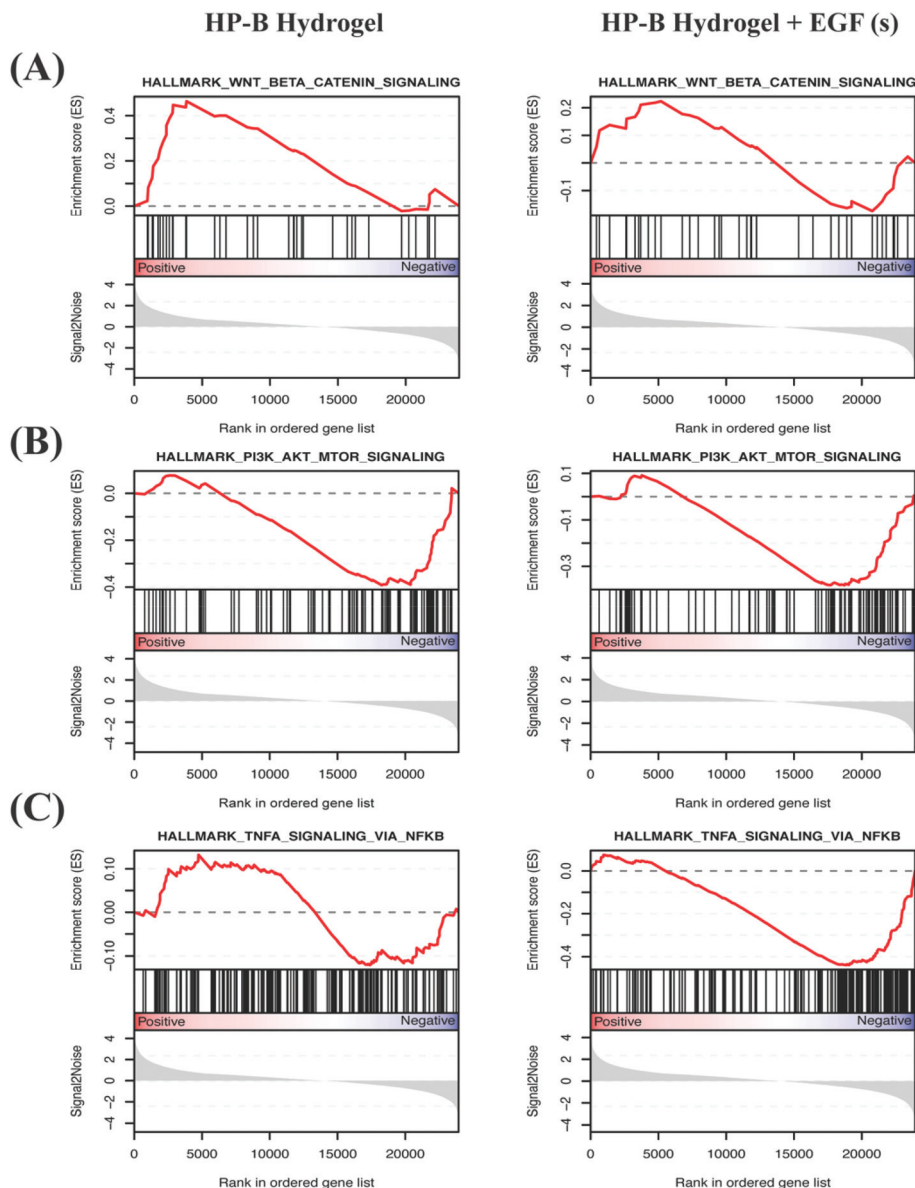 HP-B Hydrogel
HP-B Hydrogel + EGF (s)
(A)
HALLMARK_WNT_BETA_CATENIN_SIGNALING
Enrichment score (ES)
0.4
0.2
0.0
Positive
Negative
Signal2Noise
4
2
0
−2
−4
0
5000
10000
15000
20000
Rank in ordered gene list
HALLMARK_WNT_BETA_CATENIN_SIGNALING
Enrichment score (ES)
0.2
0.1
−0.1
Positive
Negative
Signal2Noise
4
2
0
−2
−4
0
5000
10000
15000
20000
Rank in ordered gene list
(B)
HALLMARK_PI3K_AKT_MTOR_SIGNALING
Enrichment score (ES)
0.0
−0.2
−0.4
Positive
Negative
Signal2Noise
4
2
0
−2
−4
0
5000
10000
15000
20000
Rank in ordered gene list
HALLMARK_PI3K_AKT_MTOR_SIGNALING
Enrichment score (ES)
0.1
−0.1
−0.3
Positive
Negative
Signal2Noise
4
2
0
−2
−4
0
5000
10000
15000
20000
Rank in ordered gene list
(C)
HALLMARK_TNFA_SIGNALING_VIA_NFKB
Enrichment score (ES)
0.10
0.00
−0.10
Positive
Negative
Signal2Noise
4
2
0
−2
−4
0
5000
10000
15000
20000
Rank in ordered gene list
HALLMARK_TNFA_SIGNALING_VIA_NFKB
Enrichment score (ES)
0.0
−0.2
−0.4
Positive
Negative
Signal2Noise
4
2
0
−2
−4
0
5000
10000
15000
20000
Rank in ordered gene list